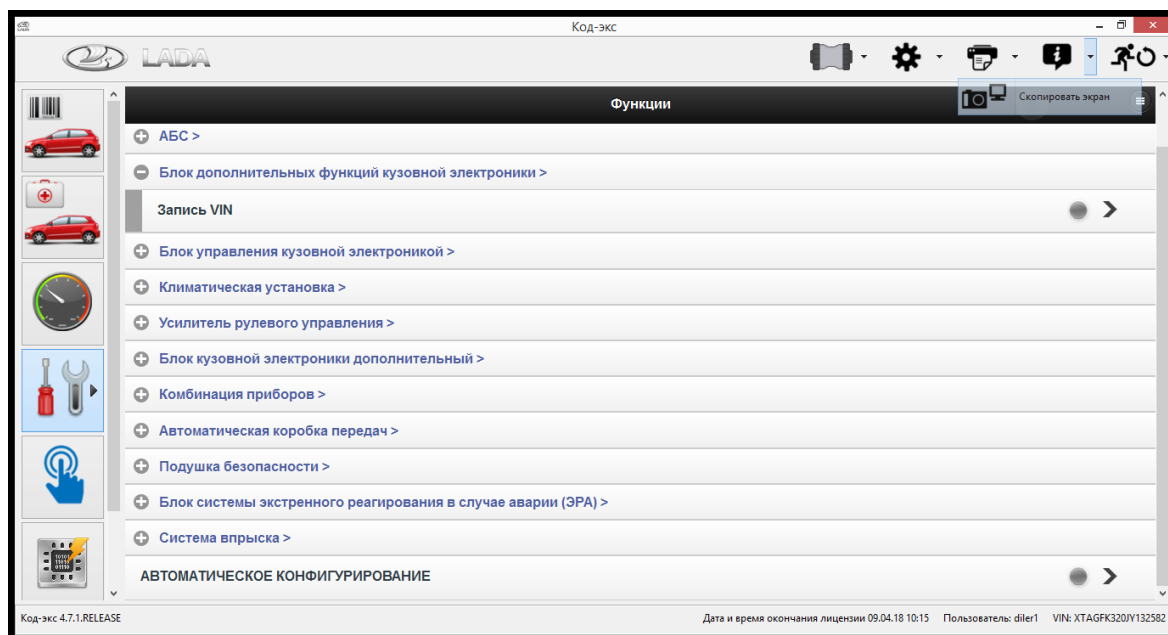 Код-экс
LADA
Скопировать экран
Функции
АБС >
Блок дополнительных функций кузовной электроники >
Запись VIN
Блок управления кузовной электроникой >
Климатическая установка >
Усилитель рулевого управления >
Блок кузовной электроники дополнительный >
Комбинация приборов >
Автоматическая коробка передач >
Подушка безопасности >
Блок системы экстренного реагирования в случае аварии (ЭРА) >
Система впрыска >
АВТОМАТИЧЕСКОЕ КОНФИГУРИРОВАНИЕ
Код-экс 4.7.1.RELEASE Дата и время окончания лицензии 09.04.18 10:15 Пользователь: diler1 VIN: XTAGFK320JY132582